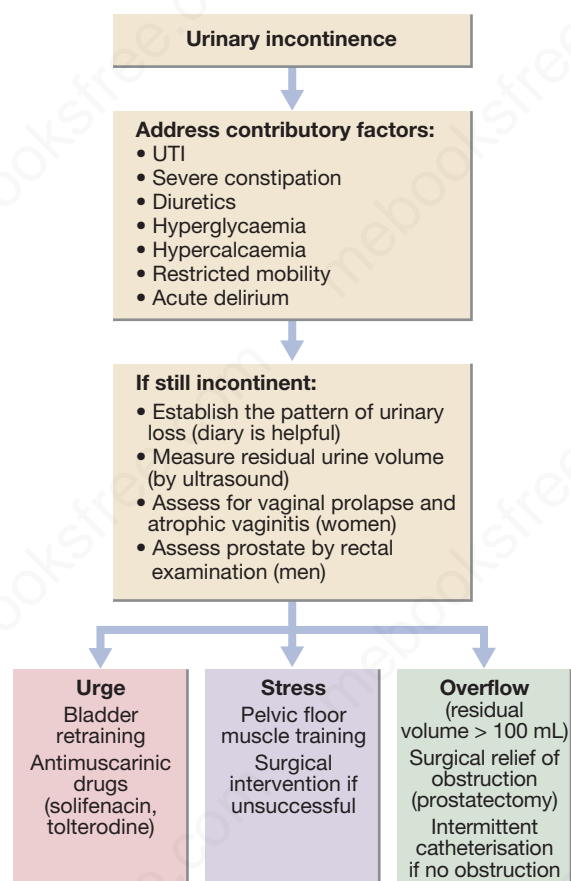 Urinary incontinence
Address contributory factors:
• UTI
• Severe constipation
• Diuretics
• Hyperglycaemia
• Hypercalcaemia
• Restricted mobility
• Acute delirium
If still incontinent:
• Establish the pattern of urinary
loss (diary is helpful)
• Measure residual urine volume
(by ultrasound)
• Assess for vaginal prolapse and
atrophic vaginitis (women)
• Assess prostate by rectal
examination (men)
Urge
Bladder
retraining
Antimuscarinic
drugs
(solifenacin,
tolterodine)
Stress
Pelvic floor
muscle training
Surgical
intervention if
unsuccessful
Overflow
(residual
volume > 100 mL)
Surgical relief of
obstruction
(prostatectomy)
Intermittent
catheterisation
if no obstruction